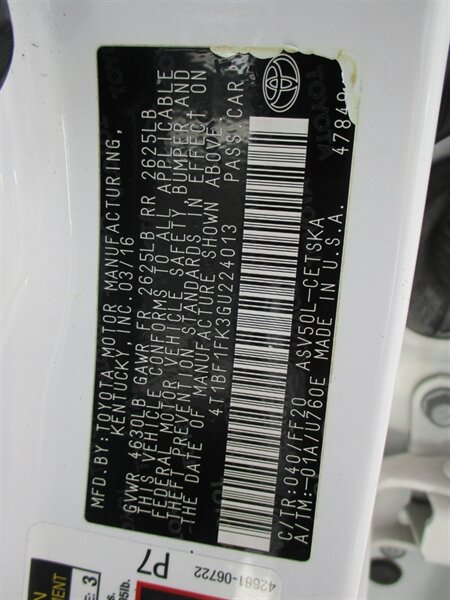 MFD. BY: TOYOTA MOTOR MANUFACTURING,
KENTUCKY, INC. 03/16
GVWR 4630LB GAWR FR 2625LB RR 2625LB
THIS VEHICLE CONFORMS TO ALL APPLICABLE
FEDERAL MOTOR VEHICLE SAFETY, BUMPER, AND
THEFT PREVENTION STANDARDS IN EFFECT ON
THE DATE OF MANUFACTURE SHOWN ABOVE.
4T1BF1FK3GU224013 PASS. CAR
C/TR:040/FF20 ASV50L-CETSKA
A/TM:-01A/U760E MADE IN U.S.A.
TOYOTA
TOYOTA
42661-06722
P7